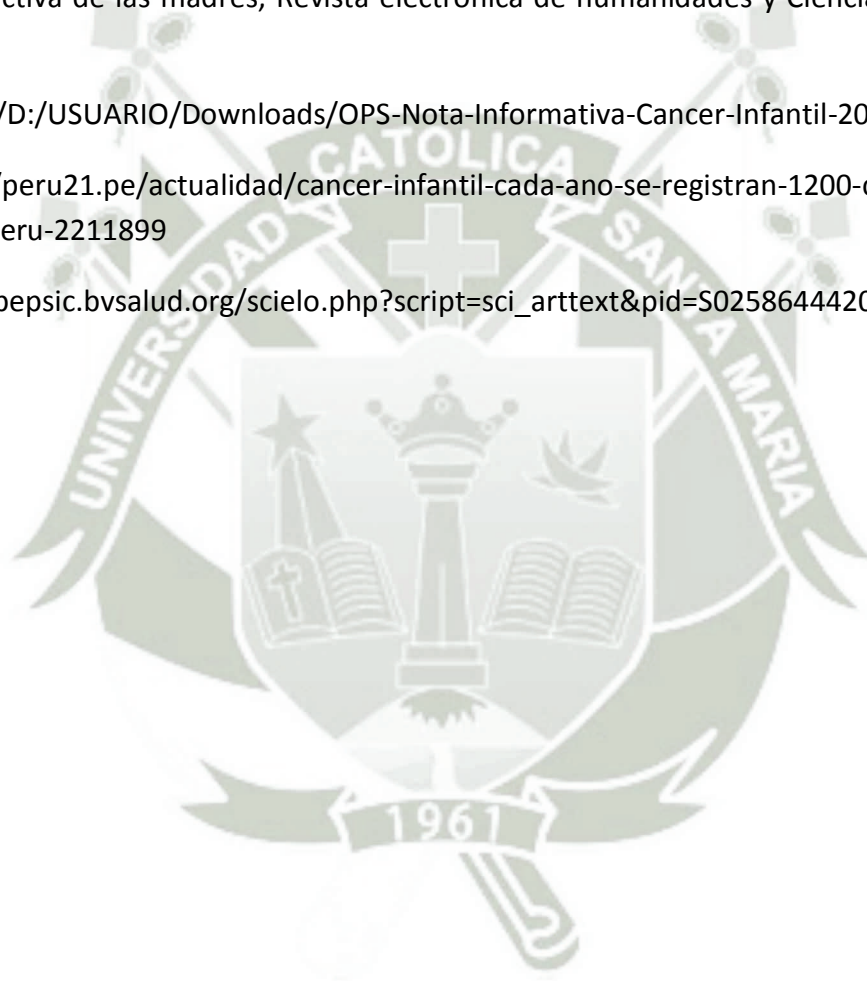 ctiva de las madres, Revista electrónica de humanidades y Ciencia
/D:/USUARIO/Downloads/OPS-Nota-Informativa-Cancer-Infantil-20
/peru21.pe/actualidad/cancer-infantil-cada-ano-se-registran-1200-c
eru-2211899
pepsic.bvsalud.org/scielo.php?script=sci_arttext&pid=S025864442
UNIVERSIDAD CATOLICA SANTA MARIA
1961